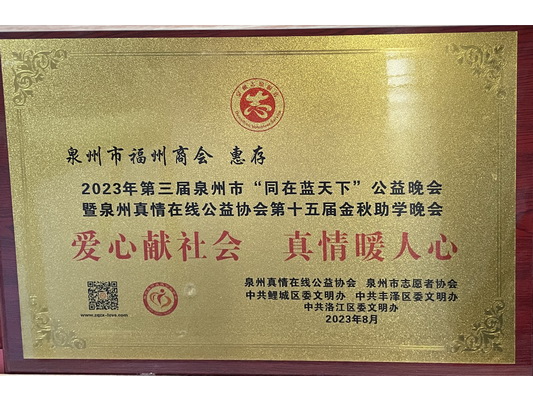 泉州市福州商会 惠存
2023年第三届泉州市“同在蓝天下”公益晚会
暨泉州真情在线公益协会第十五届金秋助学晚会
爱心献社会 真情暖人心
泉州真情在线公益协会 泉州市志愿者协会
中共鲤城区委文明办 中共丰泽区委文明办
中共洛江区委文明办
2023年8月